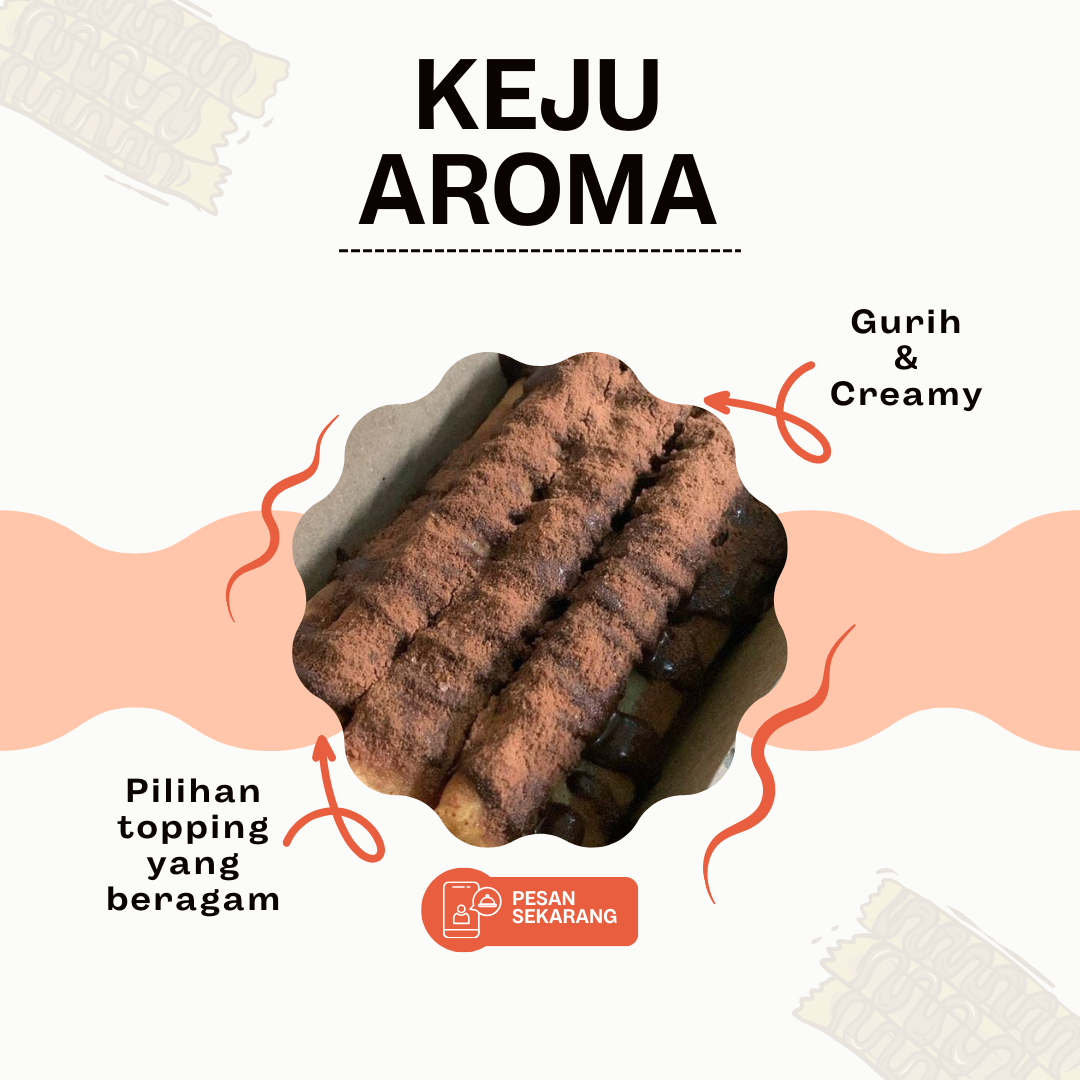 KEJU
AROMA
Gurih
&
Creamy
Pilihan
topping
yang
beragam
PESAN
SEKARANG